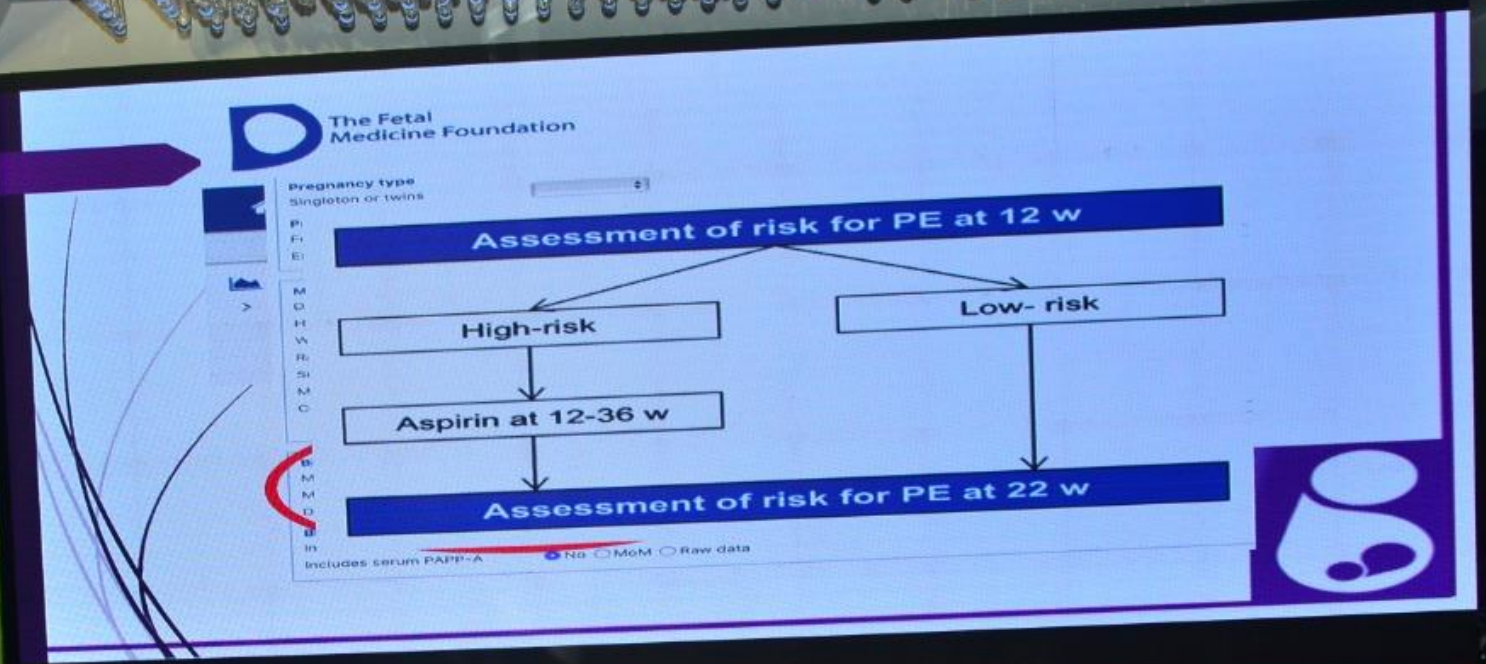 The Fetal
Medicine Foundation
Pregnancy type
Singleton or twins
Assessment of risk for PE at 12 w
High-risk
Low- risk
Aspirin at 12-36 w
Assessment of risk for PE at 22 w
Includes serum PAPP-A No MoM Raw data